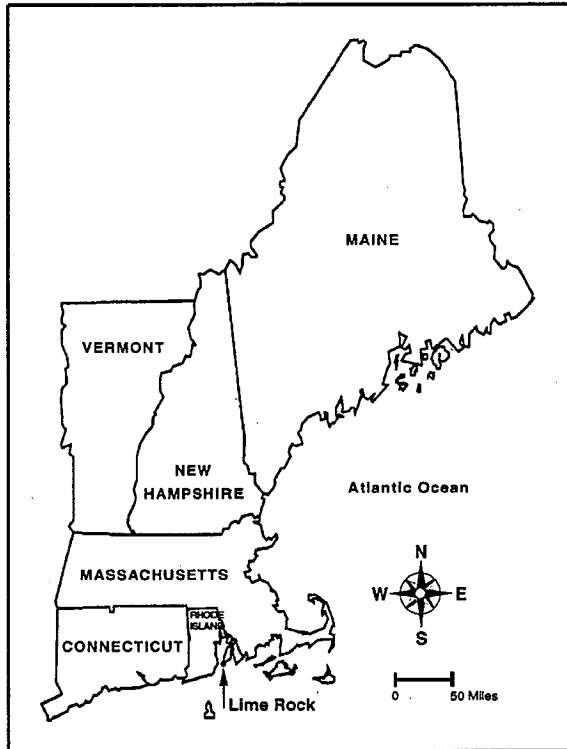 MAINE
VERMONT
NEW
HAMPSHIRE
Atlantic Ocean
MASSACHUSETTS
N
W E
S
RHODE
ISLAND
CONNECTICUT
0 50 Miles
Lime Rock